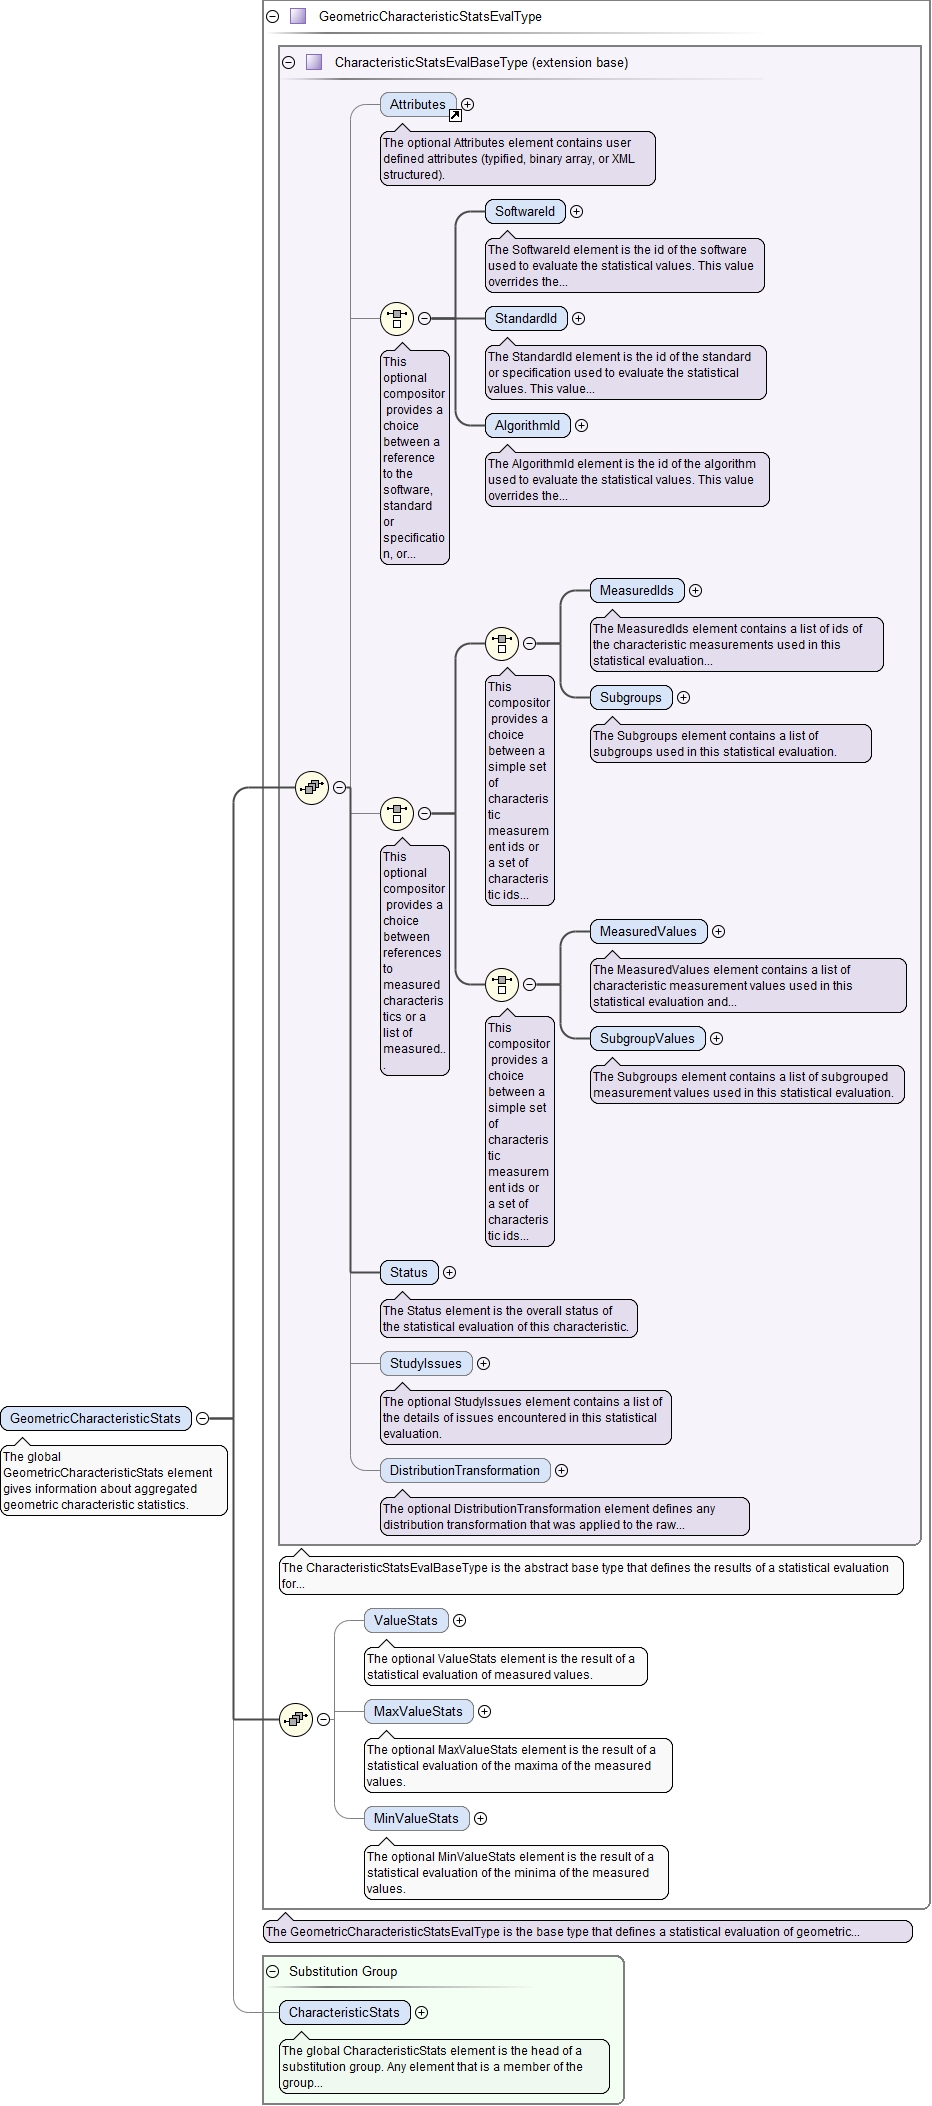 GeometricCharacteristicStatsEvalType
CharacteristicStatsEvalBaseType (extension base)
Attributes
The optional Attributes element contains user
defined attributes (typified, binary array, or XML
structured).
SoftwareId
The SoftwareId element is the id of the software
used to evaluate the statistical values. This value
overrides the...
StandardId
The StandardId element is the id of the standard
or specification used to evaluate the statistical
values. This value...
AlgorithmId
The AlgorithmId element is the id of the algorithm
used to evaluate the statistical values. This value
overrides the...
This
optional
compositor
provides a
choice
between a
reference
to the
software,
standard
or
specificatio
n, or...
MeasuredIds
The MeasuredIds element contains a list of ids of
the characteristic measurements used in this
statistical evaluation...
Subgroups
The Subgroups element contains a list of
subgroups used in this statistical evaluation.
This
compositor
provides a
choice
between a
simple set
of
characteris
tic
measurem
ent ids or
a set of
characteris
tic ids...
This
optional
compositor
provides a
choice
between
references
to
measured
characteris
tics or a
list of
measured..
.
MeasuredValues
The MeasuredValues element contains a list of
characteristic measurement values used in this
statistical evaluation and...
SubgroupValues
The Subgroups element contains a list of subgrouped
measurement values used in this statistical evaluation.
This
compositor
provides a
choice
between a
simple set
of
characteris
tic
measurem
ent ids or
a set of
characteris
tic ids...
Status
The Status element is the overall status of
the statistical evaluation of this characteristic.
StudyIssues
The optional StudyIssues element contains a list of
the details of issues encountered in this statistical
evaluation.
GeometricCharacteristicStats
The global
GeometricCharacteristicStats element
gives information about aggregated
geometric characteristic statistics.
DistributionTransformation
The optional DistributionTransformation element defines any
distribution transformation that was applied to the raw...
The CharacteristicStatsEvalBaseType is the abstract base type that defines the results of a statistical evaluation
for...
ValueStats
The optional ValueStats element is the result of a
statistical evaluation of measured values.
MaxValueStats
The optional MaxValueStats element is the result of a
statistical evaluation of the maxima of the measured
values.
MinValueStats
The optional MinValueStats element is the result of a
statistical evaluation of the minima of the measured
values.
The GeometricCharacteristicStatsEvalType is the base type that defines a statistical evaluation of geometric...
Substitution Group
CharacteristicStats
The global CharacteristicStats element is the head of a
substitution group. Any element that is a member of the
group...